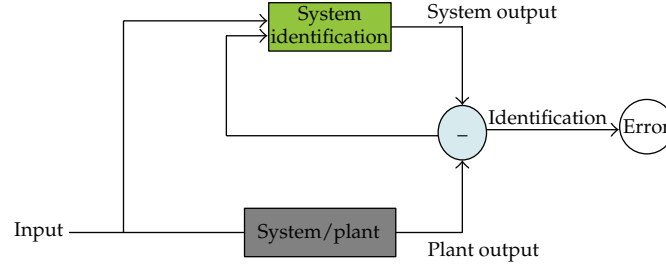 System
identification
System output
–
Identification
Error
Input
System/plant
Plant output